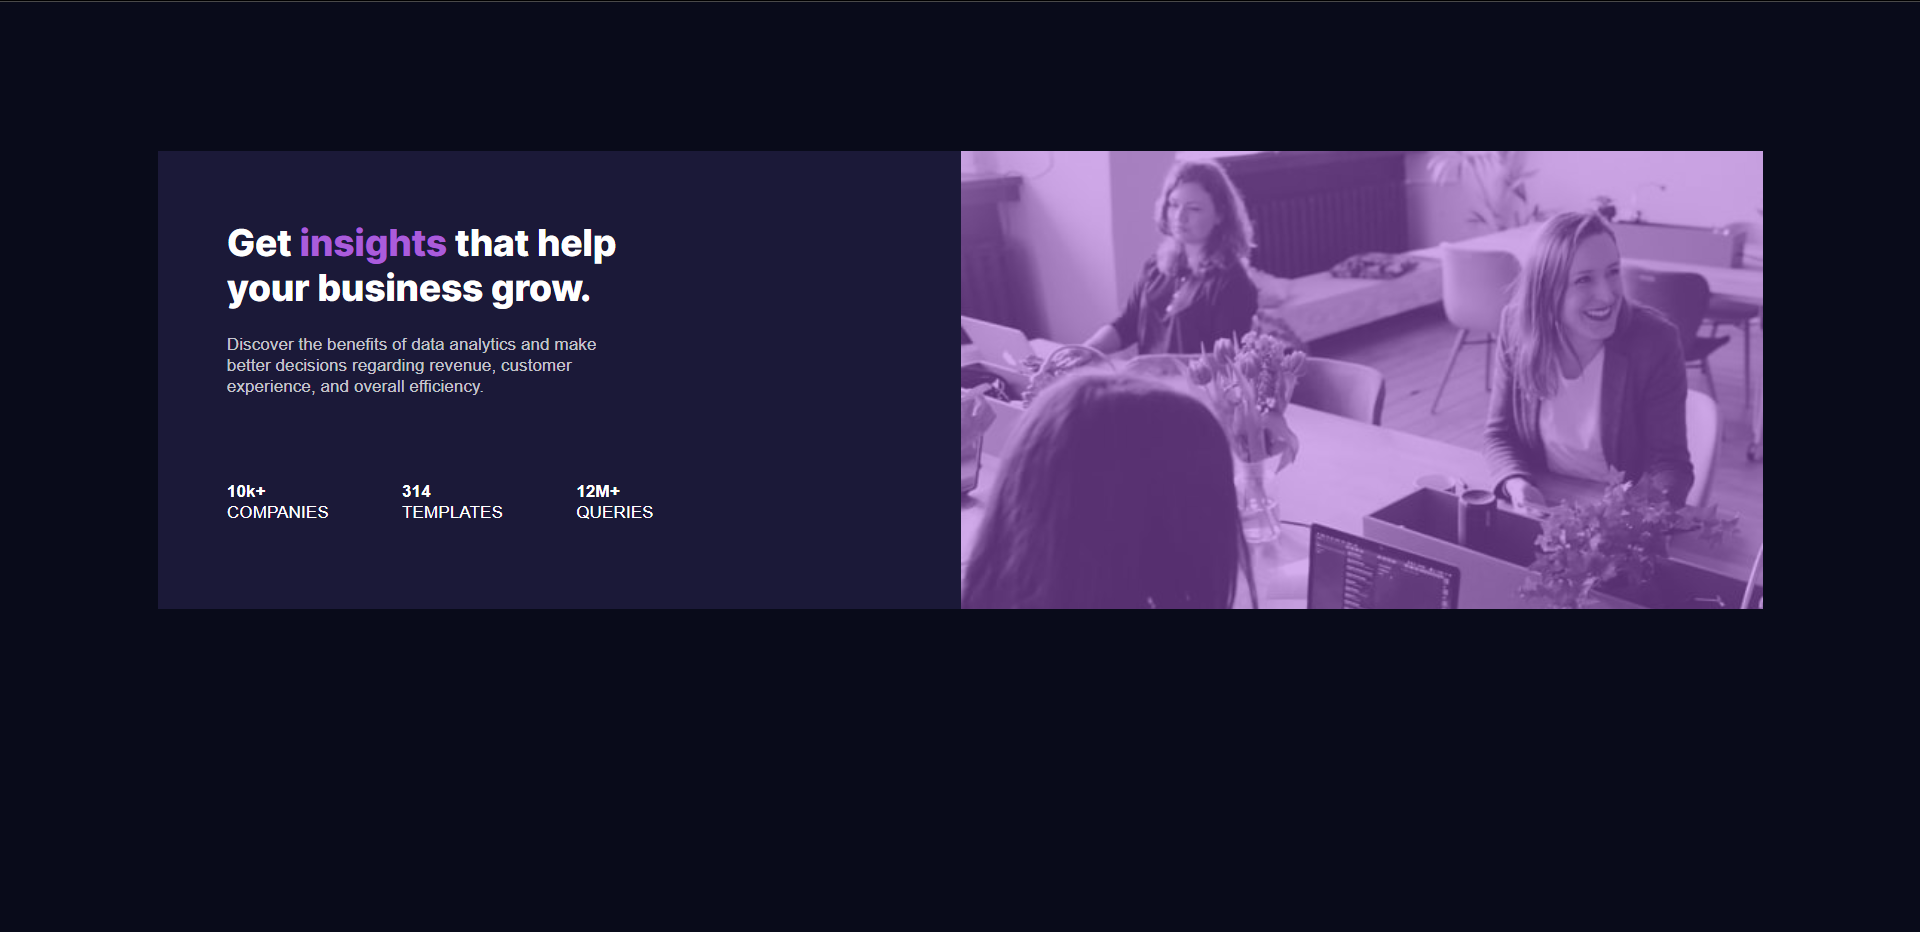 Get insights that help
your business grow.
Discover the benefits of data analytics and make
better decisions regarding revenue, customer
experience, and overall efficiency.
10k+ 314 12M+
COMPANIES TEMPLATES QUERIES